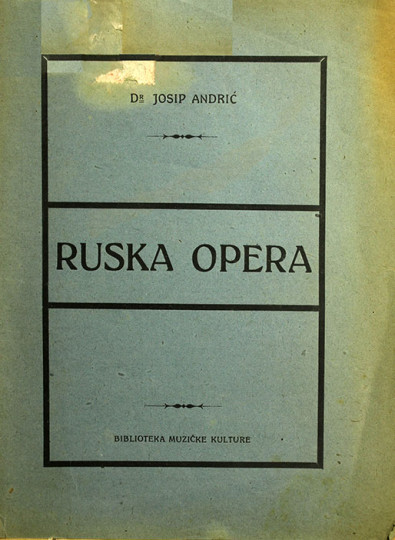 DR JOSIP ANDRIĆ
RUSKA OPERA
BIBLIOTEKA MUZIČKE KULTURE